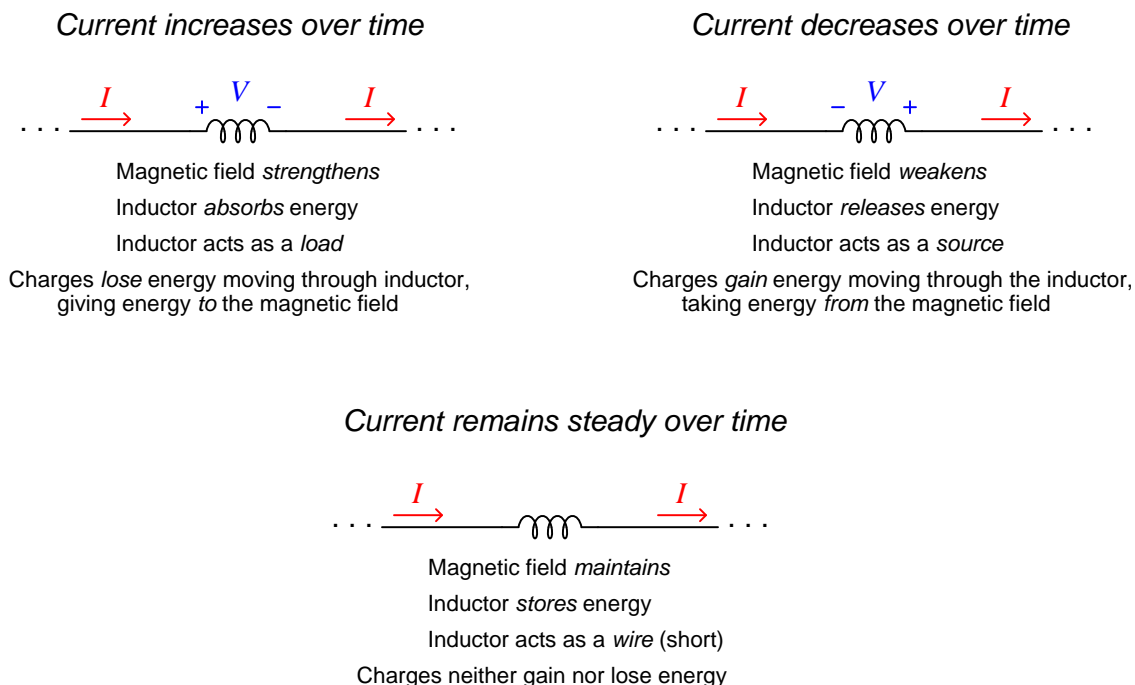 Current increases over time
I + V - I
. . . . . .
Magnetic field strengthens
Inductor absorbs energy
Inductor acts as a load
Charges lose energy moving through inductor,
giving energy to the magnetic field
Current decreases over time
I - V + I
. . . . . .
Magnetic field weakens
Inductor releases energy
Inductor acts as a source
Charges gain energy moving through the inductor,
taking energy from the magnetic field
Current remains steady over time
I I
. . . . . .
Magnetic field maintains
Inductor stores energy
Inductor acts as a wire (short)
Charges neither gain nor lose energy